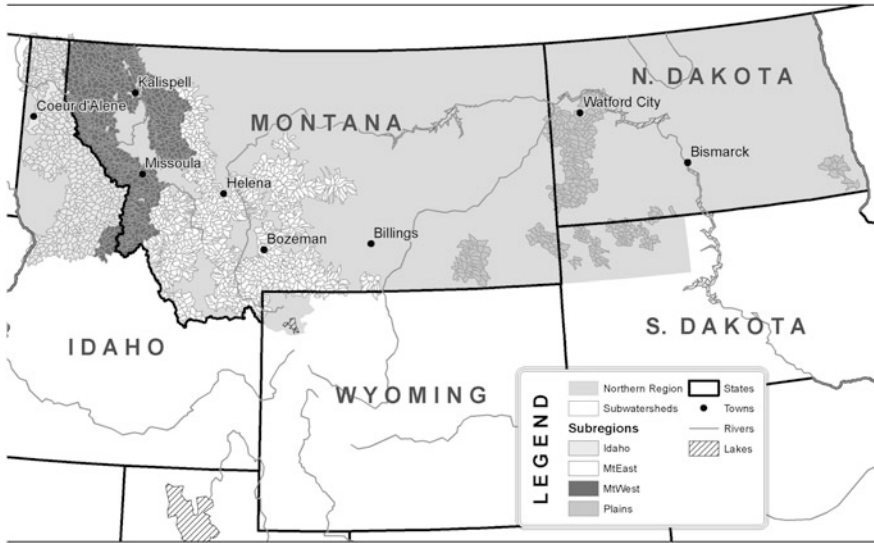 Kalispell
Coeur d'Alene
N. DAKOTA
Watford City
MONTANA
Bismarck
Missoula
Helena
Billings
Bozeman
S. DAKOTA
IDAHO
WYOMING
LEGEND
Northern Region
Subwatersheds
Subregions
Idaho
MtEast
MtWest
Plains
States
Towns
Rivers
Lakes